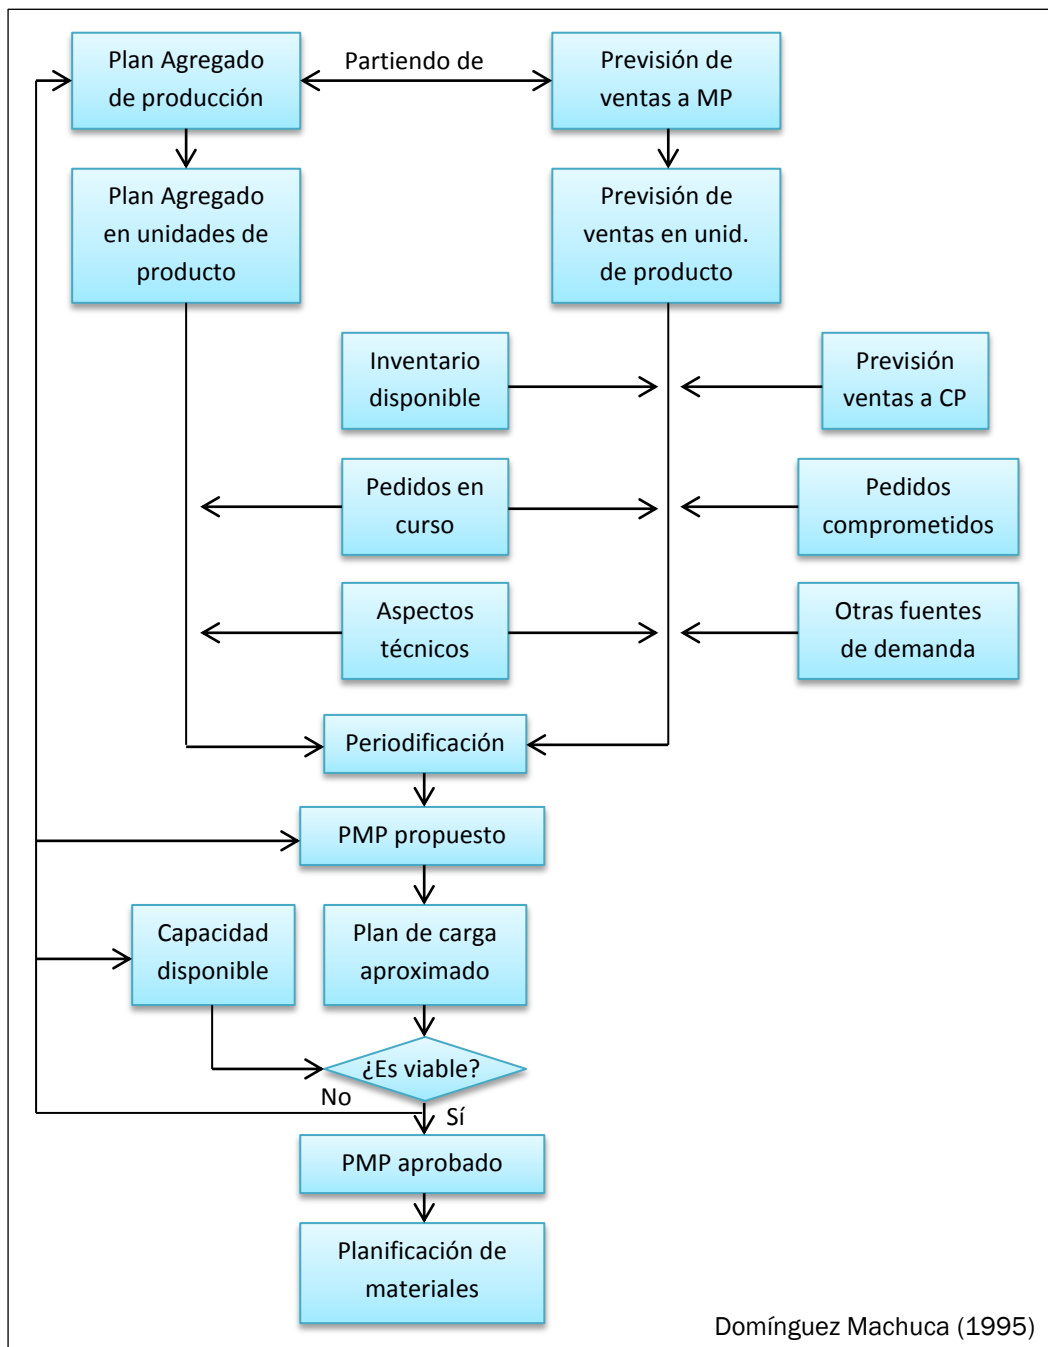 Plan Agregado
de producción
Partiendo de
Previsión de
ventas a MP
Plan Agregado
en unidades de
producto
Previsión de
ventas en unid.
de producto
Inventario
disponible
Previsión
ventas a CP
Pedidos en
curso
Pedidos
comprometidos
Aspectos
técnicos
Otras fuentes
de demanda
Periodificación
PMP propuesto
Capacidad
disponible
Plan de carga
aproximado
¿Es viable?
No
Sí
PMP aprobado
Planificación de
materiales
Domínguez Machuca (1995)